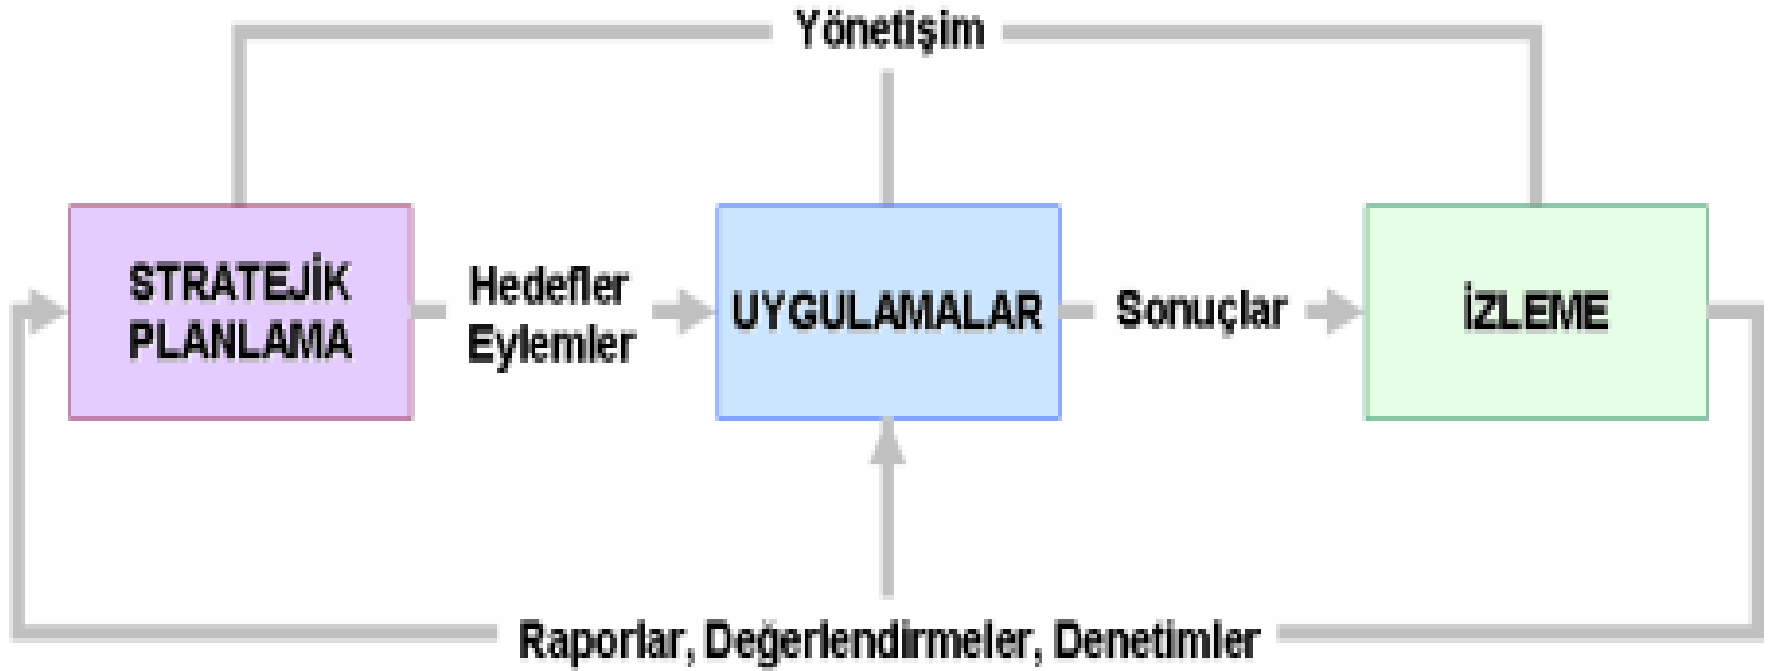 Yönetişim
STRATEJİK
PLANLAMA
Hedefler
Eylemler
UYGULAMALAR
Sonuçlar
İZLEME
Raporlar, Değerlendirmeler, Denetimler